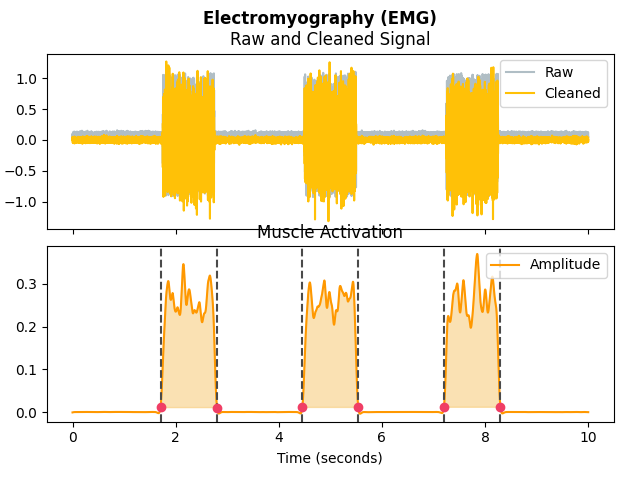 Electromyography (EMG)
Raw and Cleaned Signal
1.0
0.5
0.0
−0.5
−1.0
Raw
Cleaned
Muscle Activation
0.3
0.2
0.1
0.0
Amplitude
0 2 4 6 8 10
Time (seconds)